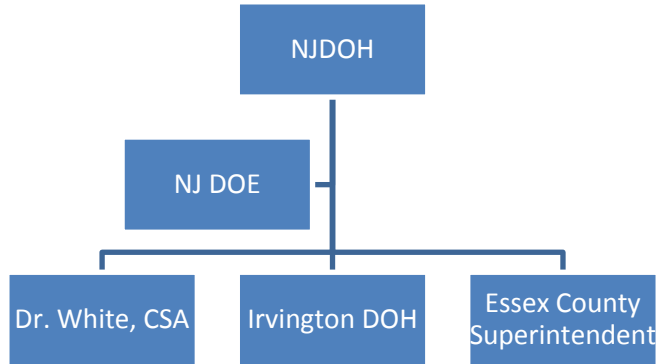 NJDOH
NJ DOE
Dr. White, CSA
Irvington DOH
Essex County
Superintendent